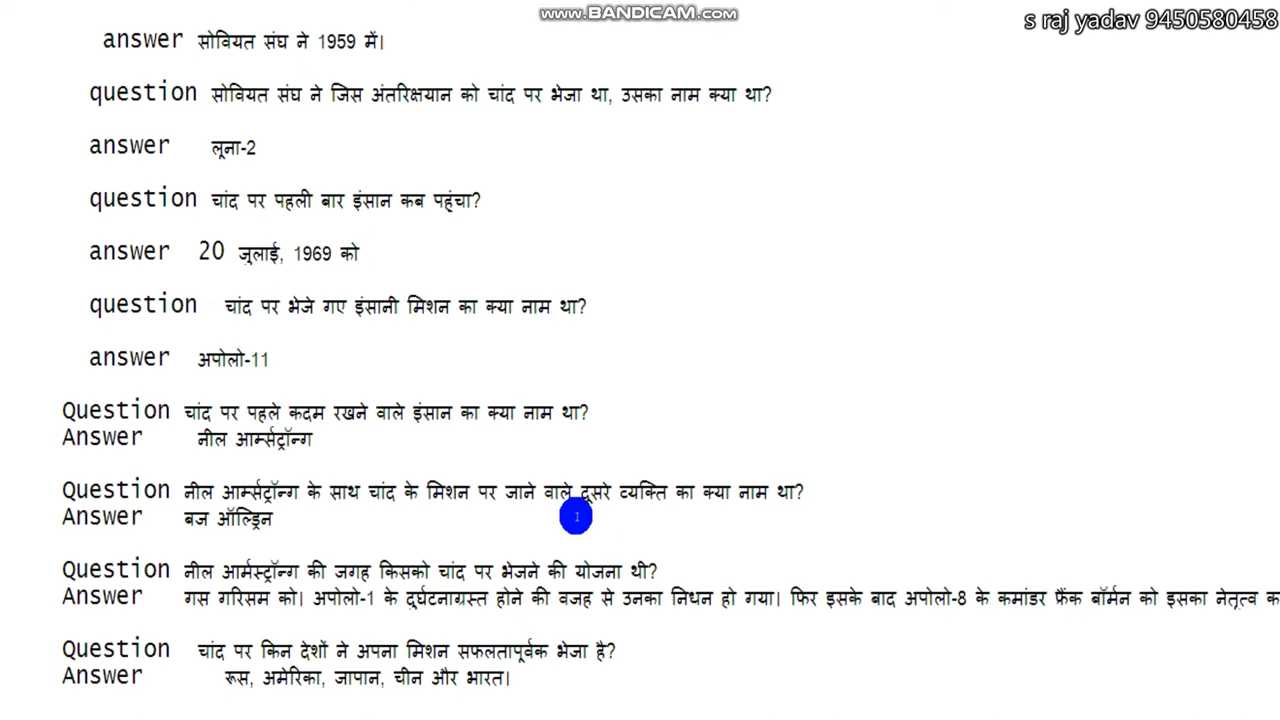 www.BANDICAM.com
s raj yadav 9450580458
answer सोवियत संघ ने 1959 में।
question सोवियत संघ ने जिस अंतरिक्षयान को चांद पर भेजा था, उसका नाम क्या था?
answer लूना-2
question चांद पर पहली बार इंसान कब पहुंचा?
answer 20 जुलाई, 1969 को
question चांद पर भेजे गए इंसानी मिशन का क्या नाम था?
answer अपोलो-11
Question चांद पर पहले कदम रखने वाले इंसान का क्या नाम था?
Answer नील आर्म्सट्रॉन्ग
Question नील आर्म्सट्रॉन्ग के साथ चांद के मिशन पर जाने वाले दूसरे व्यक्ति का क्या नाम था?
Answer बज ऑल्ड्रिन
Question नील आर्मस्ट्रॉन्ग की जगह किसको चांद पर भेजने की योजना थी?
Answer गस गरिसम को। अपोलो-1 के दुर्घटनाग्रस्त होने की वजह से उनका निधन हो गया। फिर इसके बाद अपोलो-8 के कमांडर फ्रैंक बॉर्मन को इसका नेतृत्व क
Question चांद पर किन देशों ने अपना मिशन सफलतापूर्वक भेजा है?
Answer रूस, अमेरिका, जापान, चीन और भारत।